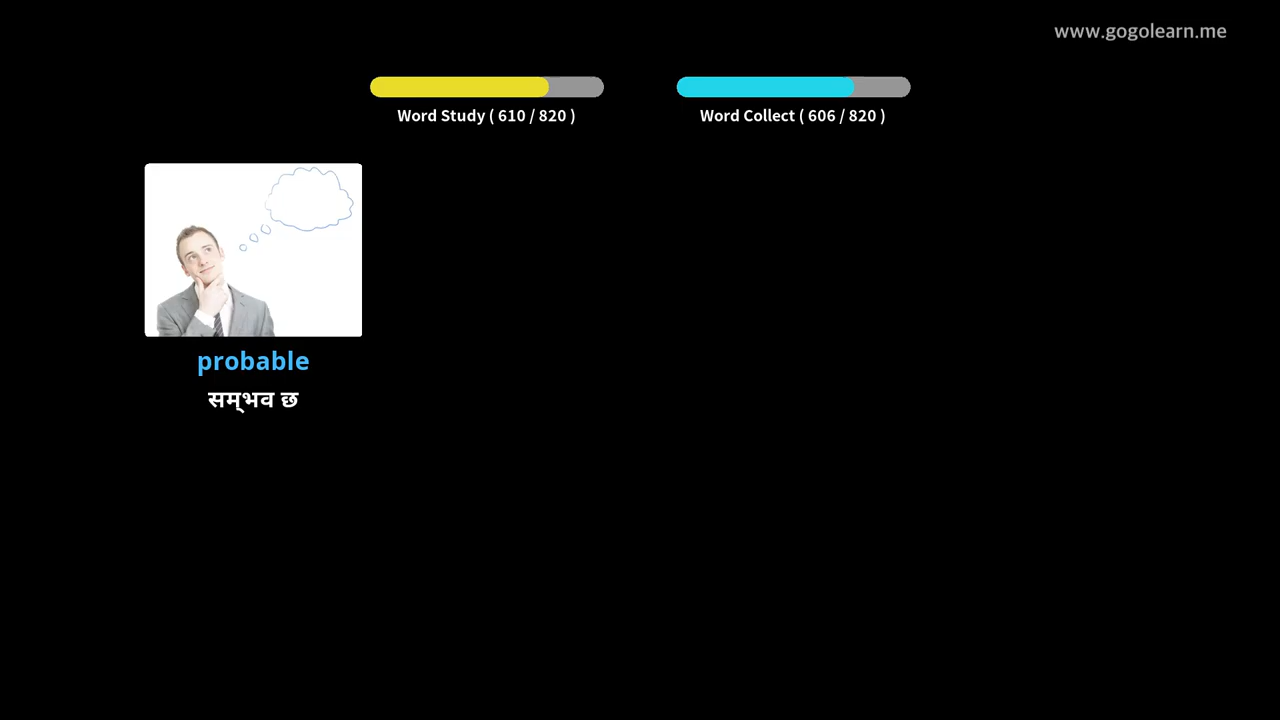 www.gogolearn.me
Word Study ( 610 / 820 )
Word Collect ( 606 / 820 )
probable
सम्‌भव छ